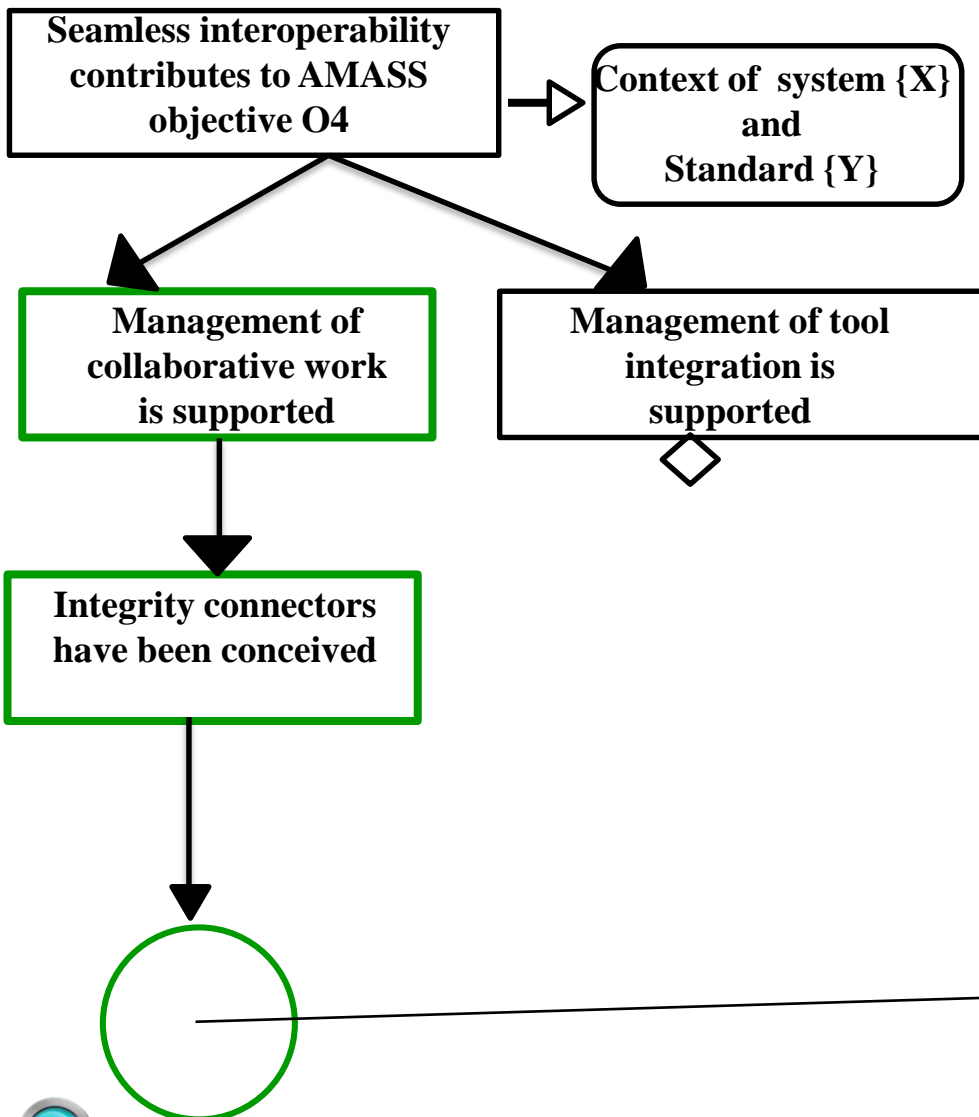 Seamless interoperability
contributes to AMASS
objective O4
Context of system {X}
and
Standard {Y}
Management of
collaborative work
is supported
Management of tool
integration is
supported
Integrity connectors
have been conceived